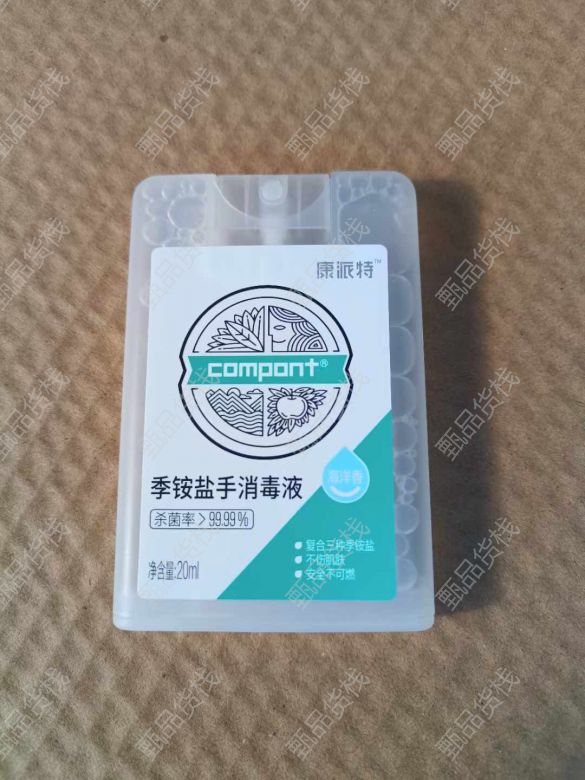 康派特™
compont®
海洋香
季铵盐手消毒液
杀菌率>99.99%
净含量:20ml
复合三种季铵盐
不伤肌肤
安全不可燃
甄品货栈